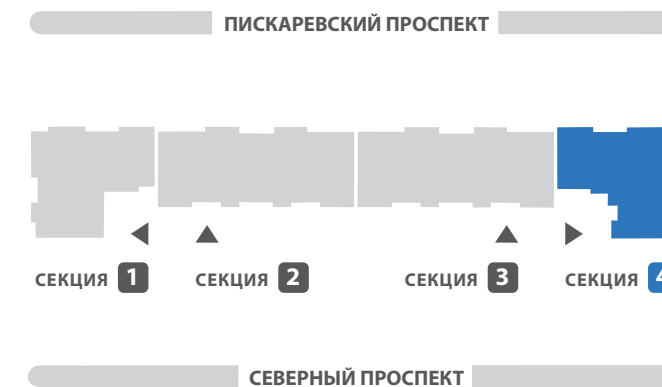 ПИСКАРЕВСКИЙ ПРОСПЕКТ
СЕКЦИЯ 1 СЕКЦИЯ 2 СЕКЦИЯ 3 СЕКЦИЯ 4
СЕВЕРНЫЙ ПРОСПЕКТ